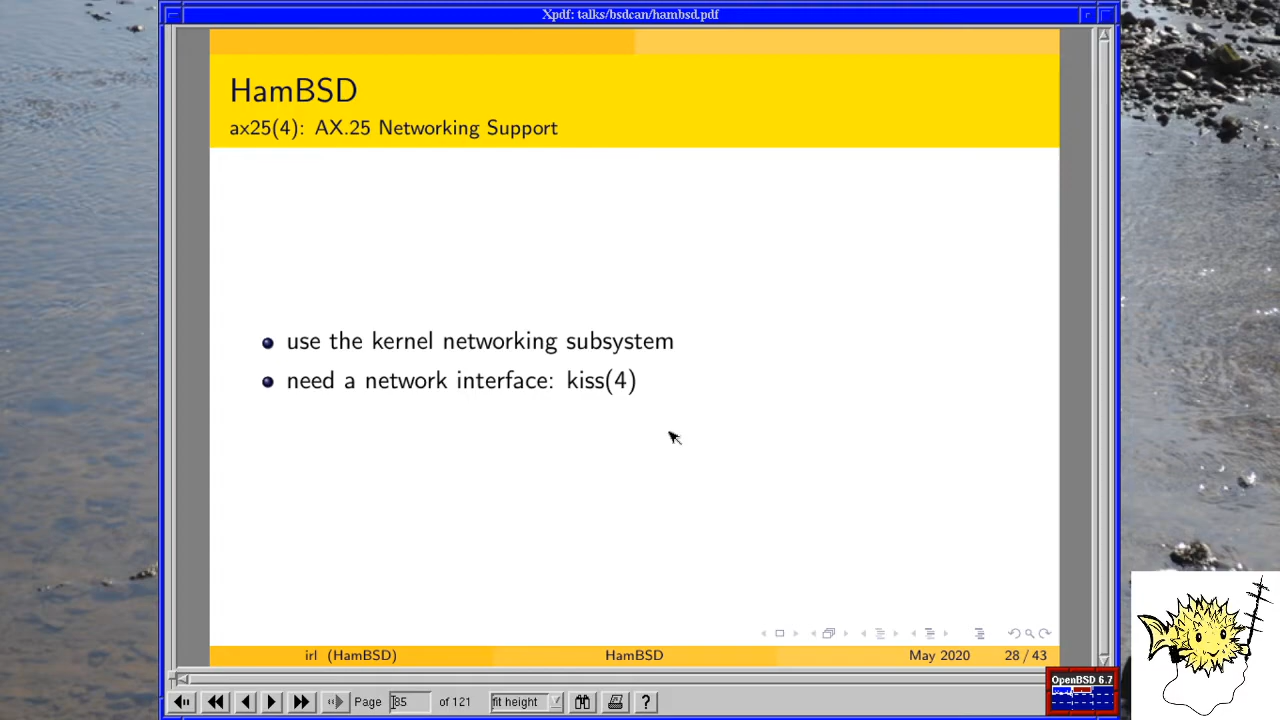 Xpdf: talks/bsdcan/hambsd.pdf
HamBSD
ax25(4): AX.25 Networking Support
use the kernel networking subsystem
need a network interface: kiss(4)
irl (HamBSD) HamBSD May 2020 28 / 43
OpenBSD 6.7
Page 85 of 121 fit height ?